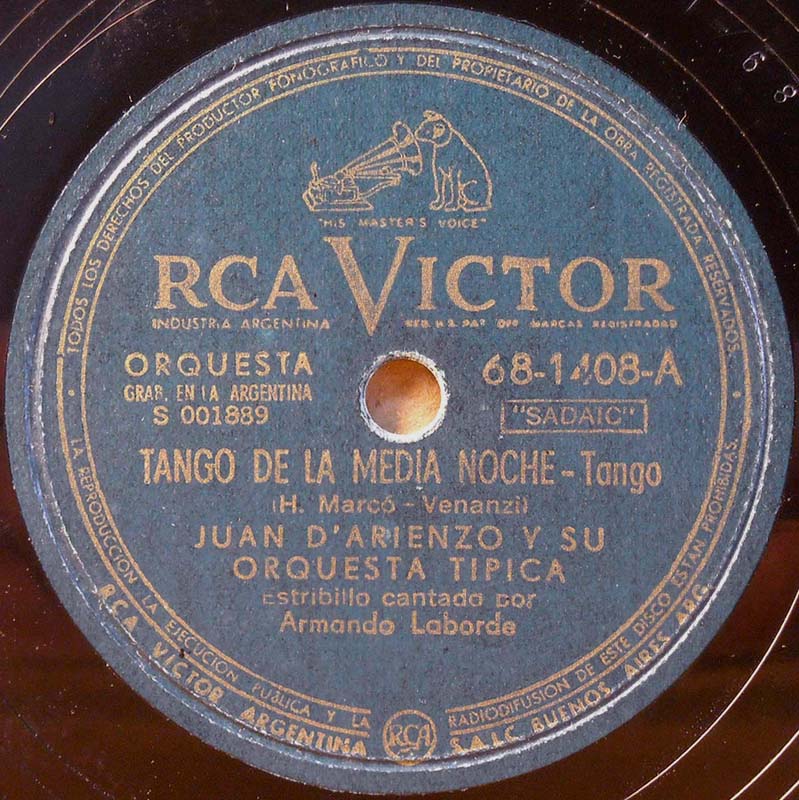 TODOS LOS DERECHOS DEL PRODUCTOR FONOGRAFICO Y DEL PROPIETARIO DE LA OBRA REGISTRADA RESERVADOS.
68
"HIS MASTER'S VOICE"
RCA VICTOR
INDUSTRIA ARGENTINA
REG. U.S. PAT. OFF MARCAS REGISTRADAS
ORQUESTA
68-1408-A
GRAB. EN LA ARGENTINA
S 001889
"SADAIC"
TANGO DE LA MEDIA NOCHE - Tango
(H. Marcó - Venanzi)
JUAN D'ARIENZO Y SU
ORQUESTA TIPICA
Estribillo cantado por
Armando Laborde
LA REPRODUCCION LA EJECUCION PUBLICA Y LA RADIODIFUSION DE ESTE DISCO ESTAN PROHIBIDAS.
RCA VICTOR ARGENTINA RCA S.A.I.C. BUENOS AIRES ARG.